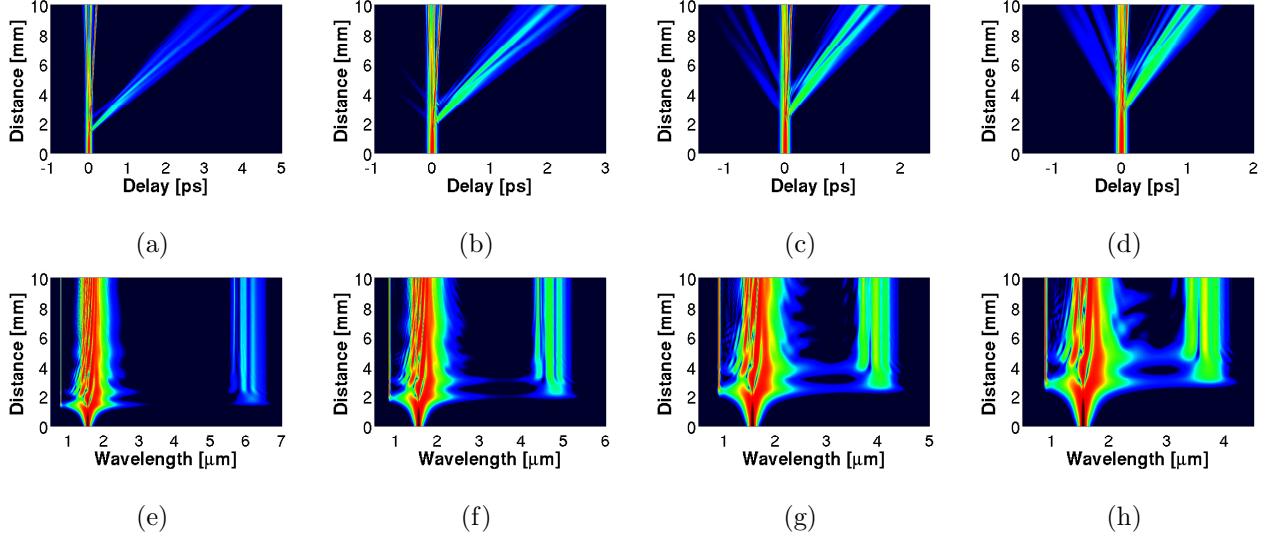 10
8
6
4
2
0
Distance [mm]
-1 0 1 2 3 4 5
Delay [ps]
10
8
6
4
2
0
Distance [mm]
-1 0 1 2 3
Delay [ps]
10
8
6
4
2
0
Distance [mm]
-1 0 1 2
Delay [ps]
10
8
6
4
2
0
Distance [mm]
-1 0 1 2
Delay [ps]
(a) (b) (c) (d)
10
8
6
4
2
0
Distance [mm]
1 2 3 4 5 6 7
Wavelength [μm]
10
8
6
4
2
0
Distance [mm]
1 2 3 4 5 6
Wavelength [μm]
10
8
6
4
2
0
Distance [mm]
1 2 3 4 5
Wavelength [μm]
10
8
6
4
2
0
Distance [mm]
1 2 3 4
Wavelength [μm]
(e) (f) (g) (h)